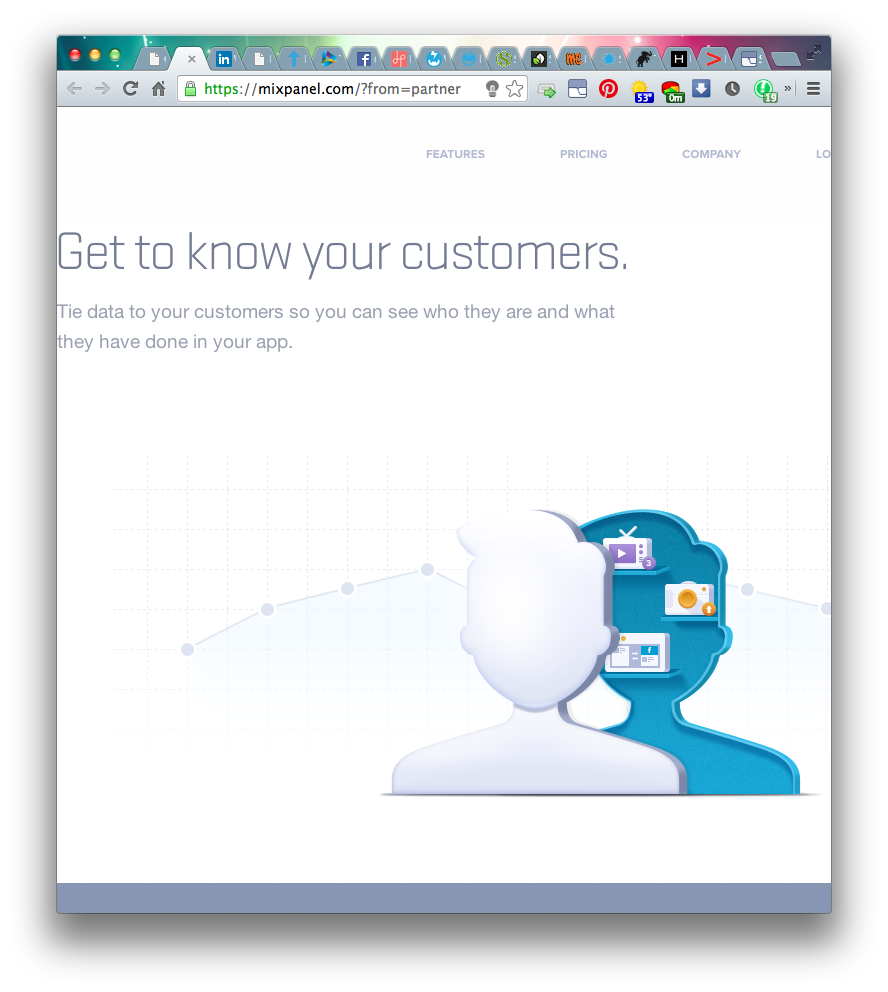 https://mixpanel.com/?from=partner
53°
0m
19
»
FEATURES PRICING COMPANY LO
Get to know your customers.
Tie data to your customers so you can see who they are and what
they have done in your app.
3